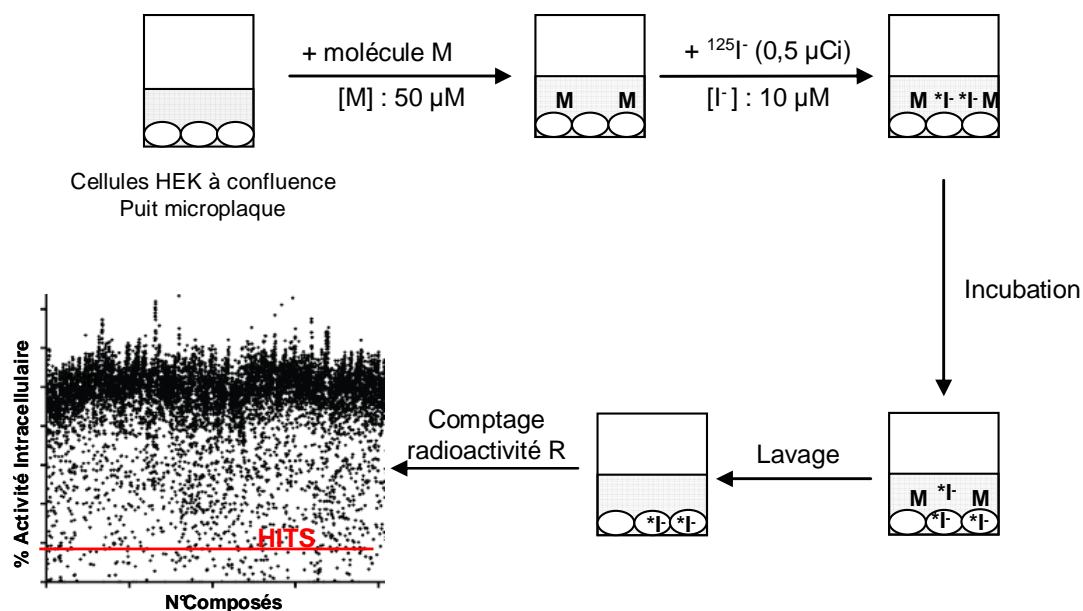 + molécule M
[M] : 50 µM
+ ¹²⁵I⁻ (0,5 µCi)
[I⁻] : 10 µM
M M
M *I⁻ *I⁻ M
Cellules HEK à confluence
Puit microplaque
Incubation
% Activité Intracellulaire
HITS
N°Composés
Comptage
radioactivité R
*I⁻ *I⁻
Lavage
M *I⁻ M
*I⁻ *I⁻